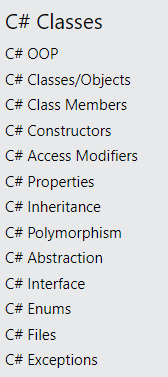 C# Classes
C# OOP
C# Classes/Objects
C# Class Members
C# Constructors
C# Access Modifiers
C# Properties
C# Inheritance
C# Polymorphism
C# Abstraction
C# Interface
C# Enums
C# Files
C# Exceptions